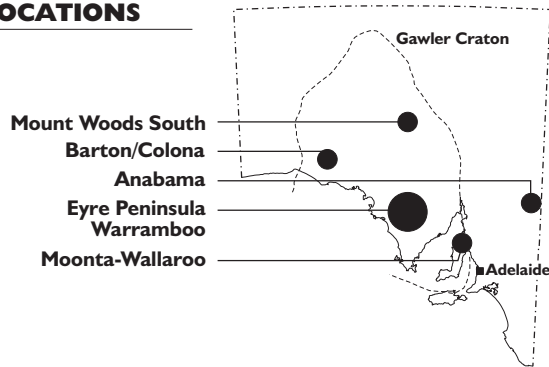 OCATIONS
Gawler Craton
Mount Woods South
Barton/Colona
Anabama
Eyre Peninsula
Warramboo
Moonta-Wallaroo
Adelaide